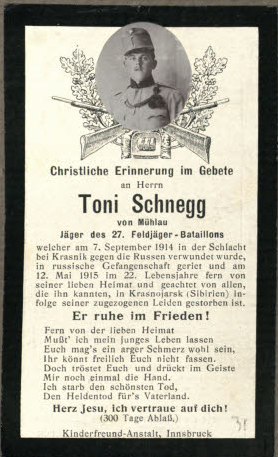 Christliche Erinnerung im Gebete
an Herrn
Toni Schnegg
von Mühlau
Jäger des 27. Feldjäger-Bataillons
welcher am 7. September 1914 in der Schlacht
bei Krasnik gegen die Russen verwundet wurde,
in russische Gefangenschaft geriet und am
12. Mai 1915 im 22. Lebensjahre fern von
seiner lieben Heimat und geachtet von allen,
die ihn kannten, in Krasnojarsk (Sibirien) in-
folge seiner zugezogenen Leiden gestorben ist.
Er ruhe im Frieden!
Fern von der lieben Heimat
Mußt' ich mein junges Leben lassen
Euch mag's ein arger Schmerz wohl sein,
Ihr könnt freilich Euch nicht fassen.
Doch tröstet Euch und drückt im Geiste
Mir noch einmal die Hand.
Ich starb den schönsten Tod,
Den Heldentod für's Vaterland.
Herz Jesu, ich vertraue auf dich!
(300 Tage Ablaß.)
Kinderfreund-Anstalt, Innsbruck